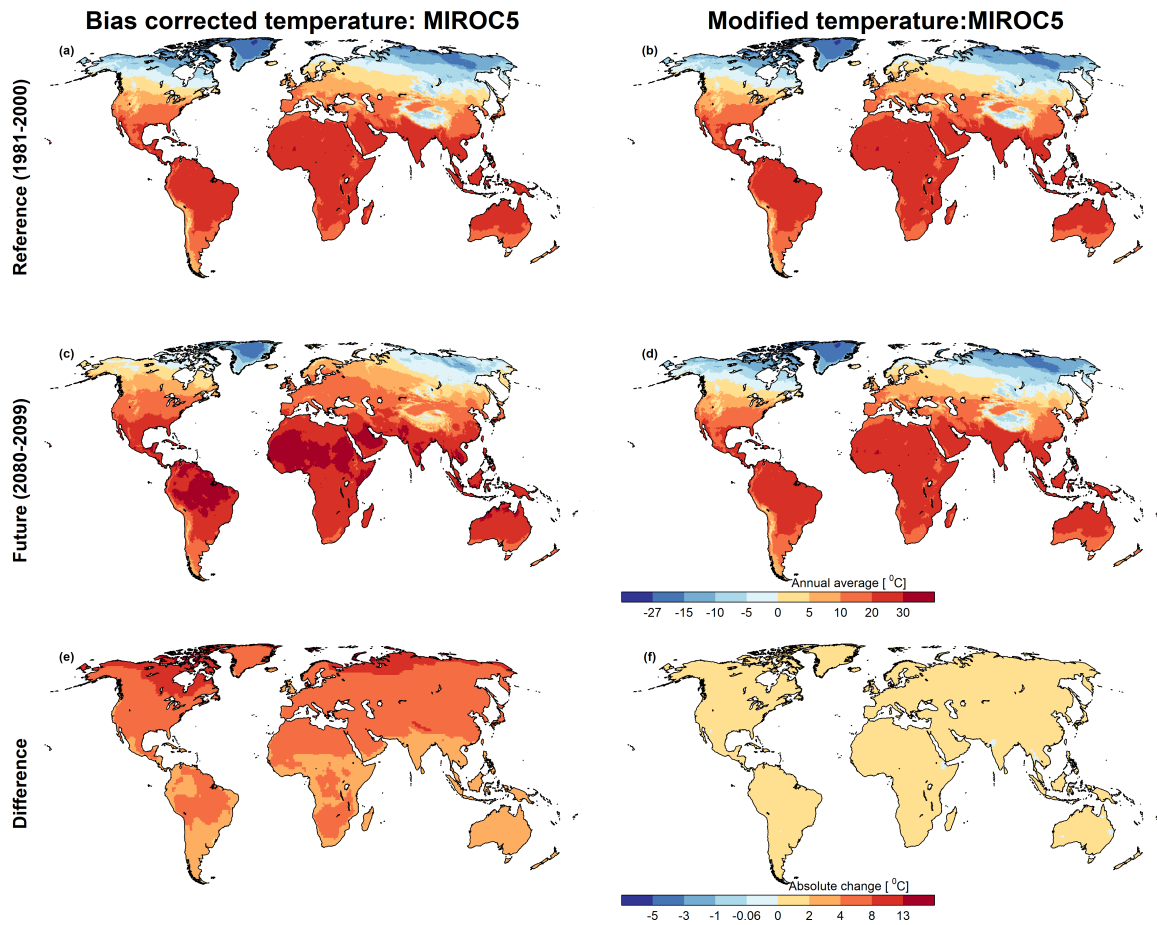 Bias corrected temperature: MIROC5
Modified temperature:MIROC5
Reference (1981-2000)
(a)
(b)
Future (2080-2099)
(c)
(d)
Annual average [ ⁰C]
-27 -15 -10 -5 0 5 10 20 30
Difference
(e)
(f)
Absolute change [ ⁰C]
-5 -3 -1 -0.06 0 2 4 8 13